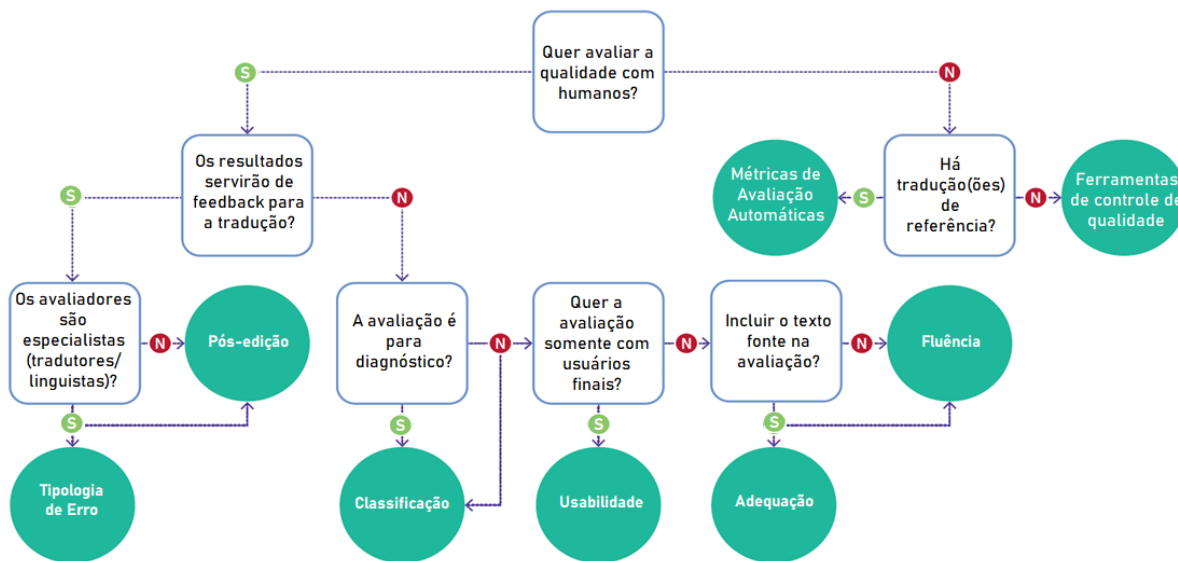 Quer avaliar a
qualidade com
humanos?
S
N
Os resultados
servirão de
feedback para
a tradução?
Métricas de
Avaliação
Automáticas
S
Há
tradução(ões)
de
referência?
N
Ferramentas
de controle de
qualidade
S
N
Os avaliadores
são
especialistas
(tradutores/
linguistas)?
N
Pós-edição
A avaliação é
para
diagnóstico?
N
Quer a
avaliação
somente com
usuários
finais?
N
Incluir o texto
fonte na
avaliação?
N
Fluência
S
S
S
S
Tipologia
de Erro
Classificação
Usabilidade
Adequação